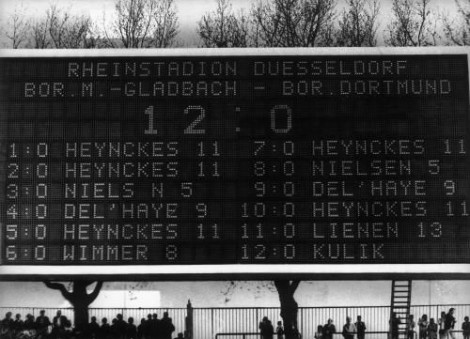 RHEINSTADION DUESSELDORF
BOR.M.-GLADBACH - BOR.DORTMUND
12:0
1:0 HEYNCKES 11
2:0 HEYNCKES 11
3:0 NIELS N 5
4:0 DEL'HAYE 9
5:0 HEYNCKES 11
6:0 WIMMER 8
7:0 HEYNCKES 11
8:0 NIELSEN 5
9:0 DEL'HAYE 9
10:0 HEYNCKES 11
11:0 LIENEN 13
12:0 KULIK